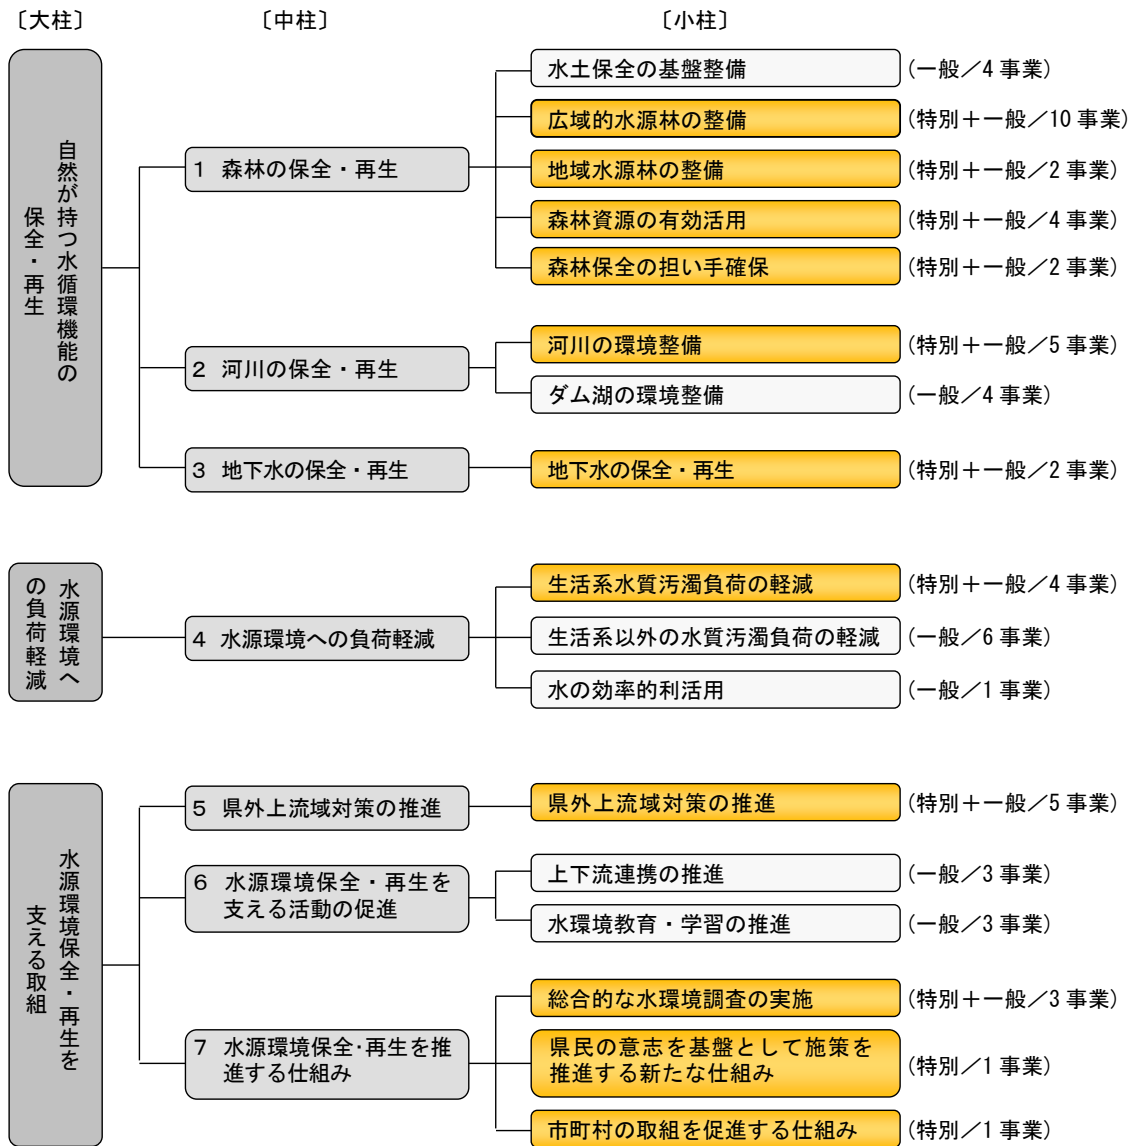 〔大柱〕 〔中柱〕 〔小柱〕
自然が持つ水循環機能の
保全・再生
1 森林の保全・再生
水土保全の基盤整備 (一般／4 事業)
広域的水源林の整備 (特別＋一般／10 事業)
地域水源林の整備 (特別＋一般／2 事業)
森林資源の有効活用 (特別＋一般／4 事業)
森林保全の担い手確保 (特別＋一般／2 事業)
2 河川の保全・再生
河川の環境整備 (特別＋一般／5 事業)
ダム湖の環境整備 (一般／4 事業)
3 地下水の保全・再生
地下水の保全・再生 (特別＋一般／2 事業)
水源環境へ
の負荷軽減
4 水源環境への負荷軽減
生活系水質汚濁負荷の軽減 (特別＋一般／4 事業)
生活系以外の水質汚濁負荷の軽減 (一般／6 事業)
水の効率的利活用 (一般／1 事業)
水源環境保全・再生を
支える取組
5 県外上流域対策の推進
県外上流域対策の推進 (特別＋一般／5 事業)
6 水源環境保全・再生を
支える活動の促進
上下流連携の推進 (一般／3 事業)
水環境教育・学習の推進 (一般／3 事業)
7 水源環境保全･再生を推
進する仕組み
総合的な水環境調査の実施 (特別＋一般／3 事業)
県民の意志を基盤として施策を
推進する新たな仕組み (特別／1 事業)
市町村の取組を促進する仕組み (特別／1 事業)